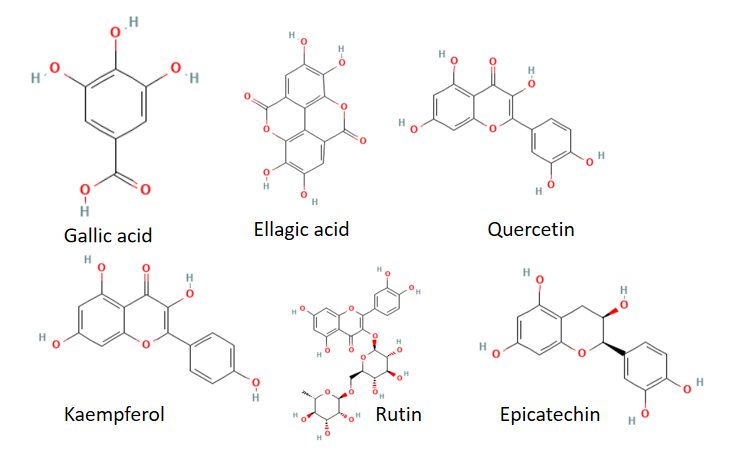 Gallic acid
Ellagic acid
Quercetin
Kaempferol
Rutin
Epicatechin